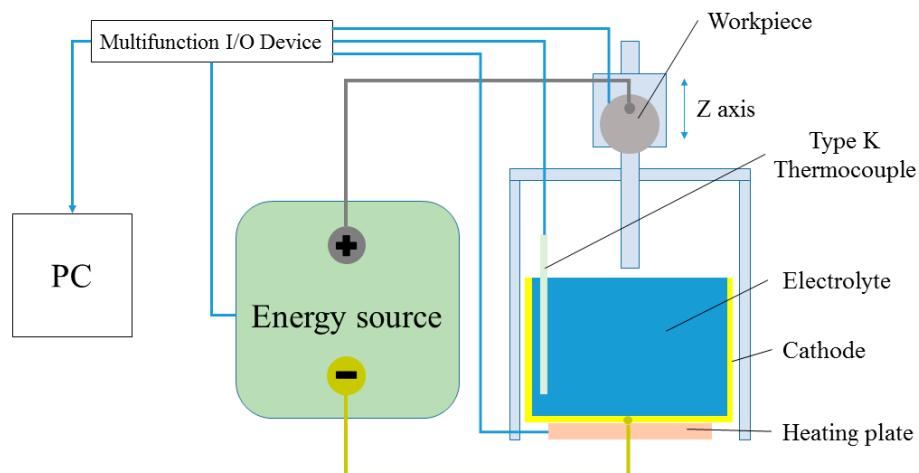 Workpiece
Multifunction I/O Device
Z axis
Type K
Thermocouple
PC
+
Energy source
Electrolyte
Cathode
−
Heating plate